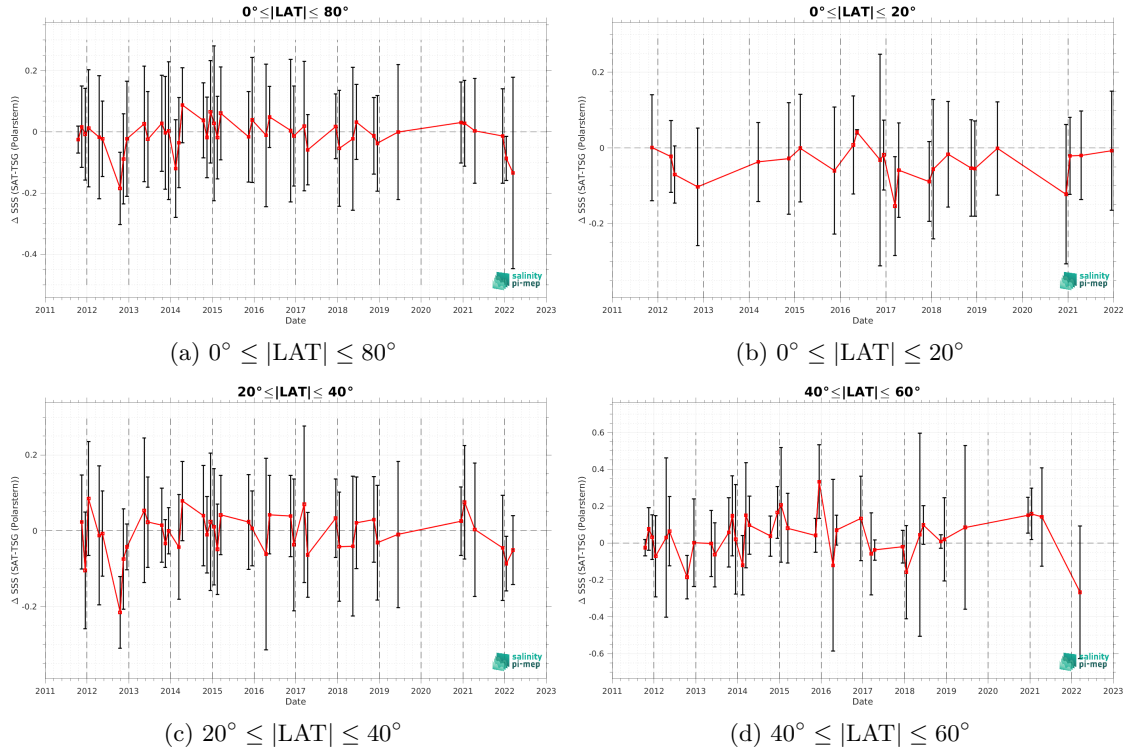 0°≤|LAT|≤ 80°
Δ SSS (SAT-TSG (Polarstern))
0.2
0
-0.2
-0.4
2011 2012 2013 2014 2015 2016 2017 2018 2019 2020 2021 2022 2023
Date
salinity
pi-mep
(a) 0° ≤ |LAT| ≤ 80°
0°≤|LAT|≤ 20°
Δ SSS (SAT-TSG (Polarstern))
0.2
0
-0.2
2011 2012 2013 2014 2015 2016 2017 2018 2019 2020 2021 2022
Date
salinity
pi-mep
(b) 0° ≤ |LAT| ≤ 20°
20°≤|LAT|≤ 40°
Δ SSS (SAT-TSG (Polarstern))
0.2
0
-0.2
2011 2012 2013 2014 2015 2016 2017 2018 2019 2020 2021 2022 2023
Date
salinity
pi-mep
(c) 20° ≤ |LAT| ≤ 40°
40°≤|LAT|≤ 60°
Δ SSS (SAT-TSG (Polarstern))
0.6
0.4
0.2
0
-0.2
-0.4
-0.6
2011 2012 2013 2014 2015 2016 2017 2018 2019 2020 2021 2022 2023
Date
salinity
pi-mep
(d) 40° ≤ |LAT| ≤ 60°